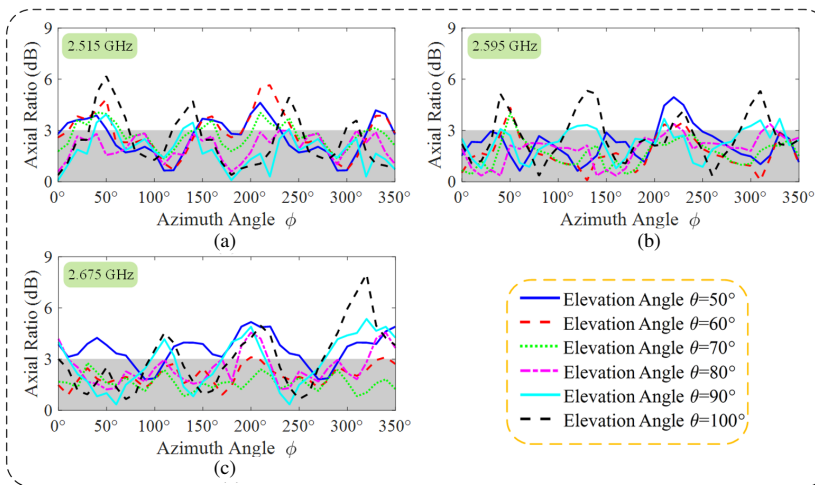 2.515 GHz
Axial Ratio (dB)
9
6
3
0
0° 50° 100° 150° 200° 250° 300° 350°
Azimuth Angle ϕ
(a)
2.595 GHz
Axial Ratio (dB)
9
6
3
0
0° 50° 100° 150° 200° 250° 300° 350°
Azimuth Angle ϕ
(b)
2.675 GHz
Axial Ratio (dB)
9
6
3
0
0° 50° 100° 150° 200° 250° 300° 350°
Azimuth Angle ϕ
(c)
Elevation Angle θ=50°
Elevation Angle θ=60°
Elevation Angle θ=70°
Elevation Angle θ=80°
Elevation Angle θ=90°
Elevation Angle θ=100°